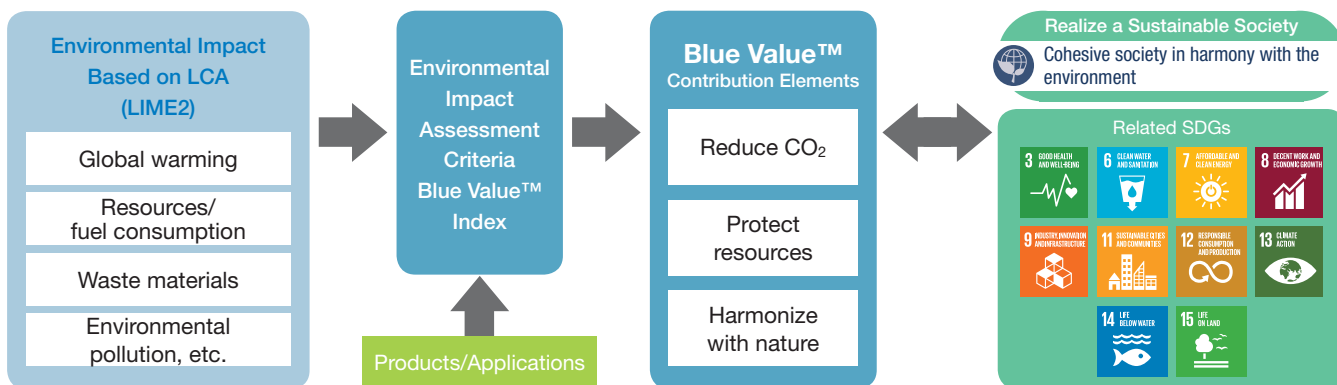 Environmental Impact
Based on LCA
(LIME2)
Global warming
Resources/
fuel consumption
Waste materials
Environmental
pollution, etc.
Environmental
Impact
Assessment
Criteria
Blue Value™
Index
Products/Applications
Blue Value™
Contribution Elements
Reduce CO₂
Protect
resources
Harmonize
with nature
Realize a Sustainable Society
Cohesive society in harmony with the
environment
Related SDGs
3 GOOD HEALTH
AND WELL-BEING
6 CLEAN WATER
AND SANITATION
7 AFFORDABLE AND
CLEAN ENERGY
8 DECENT WORK AND
ECONOMIC GROWTH
9 INDUSTRY, INNOVATION
AND INFRASTRUCTURE
11 SUSTAINABLE CITIES
AND COMMUNITIES
12 RESPONSIBLE
CONSUMPTION
AND PRODUCTION
13 CLIMATE
ACTION
14 LIFE
BELOW WATER
15 LIFE
ON LAND